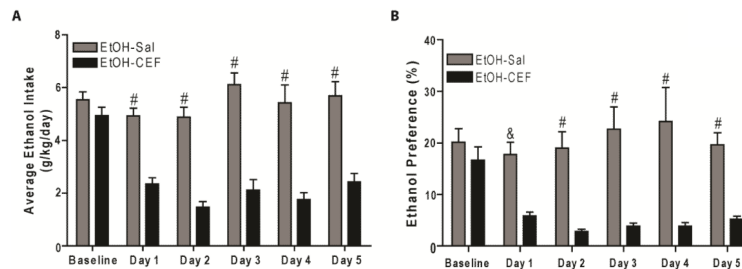 A
EtOH-Sal
EtOH-CEF
Average Ethanol Intake
(g/kg/day)
8
6
4
2
0
# # # # #
Baseline Day 1 Day 2 Day 3 Day 4 Day 5
B
EtOH-Sal
EtOH-CEF
Ethanol Preference (%)
40
30
20
10
0
& # # # #
Baseline Day 1 Day 2 Day 3 Day 4 Day 5